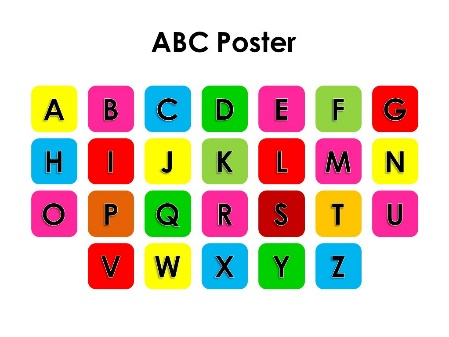 ABC Poster
A B C D E F G
H I J K L M N
O P Q R S T U
V W X Y Z